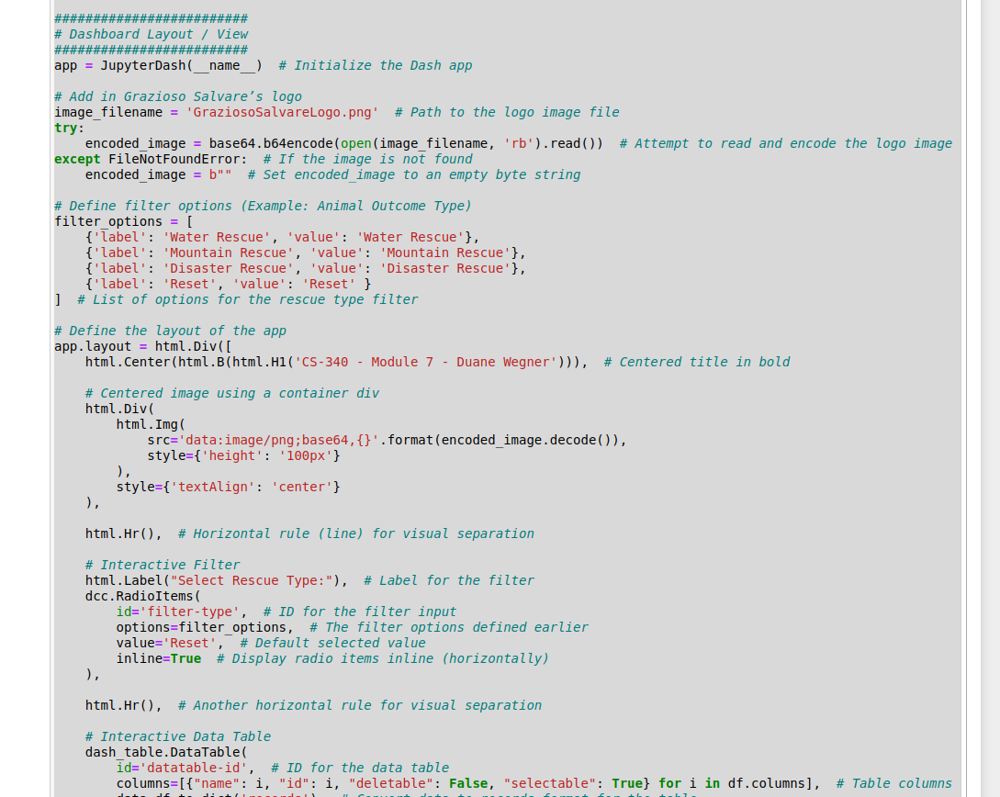 #########################
# Dashboard Layout / View
#########################
app = JupyterDash(__name__)  # Initialize the Dash app

# Add in Grazioso Salvare’s logo
image_filename = 'GraziosoSalvareLogo.png'  # Path to the logo image file
try:
    encoded_image = base64.b64encode(open(image_filename, 'rb').read())  # Attempt to read and encode the logo image
except FileNotFoundError:  # If the image is not found
    encoded_image = b""  # Set encoded_image to an empty byte string

# Define filter options (Example: Animal Outcome Type)
filter_options = [
    {'label': 'Water Rescue', 'value': 'Water Rescue'},
    {'label': 'Mountain Rescue', 'value': 'Mountain Rescue'},
    {'label': 'Disaster Rescue', 'value': 'Disaster Rescue'},
    {'label': 'Reset', 'value': 'Reset' }
]  # List of options for the rescue type filter

# Define the layout of the app
app.layout = html.Div([
    html.Center(html.B(html.H1('CS-340 - Module 7 - Duane Wegner'))),  # Centered title in bold

    # Centered image using a container div
    html.Div(
        html.Img(
            src='data:image/png;base64,{}'.format(encoded_image.decode()),
            style={'height': '100px'}
        ),
        style={'textAlign': 'center'}
    ),

    html.Hr(),  # Horizontal rule (line) for visual separation

    # Interactive Filter
    html.Label("Select Rescue Type:"),  # Label for the filter
    dcc.RadioItems(
        id='filter-type',  # ID for the filter input
        options=filter_options,  # The filter options defined earlier
        value='Reset',  # Default selected value
        inline=True  # Display radio items inline (horizontally)
    ),

    html.Hr(),  # Another horizontal rule for visual separation

    # Interactive Data Table
    dash_table.DataTable(
        id='datatable-id',  # ID for the data table
        columns=[{"name": i, "id": i, "deletable": False, "selectable": True} for i in df.columns],  # Table columns